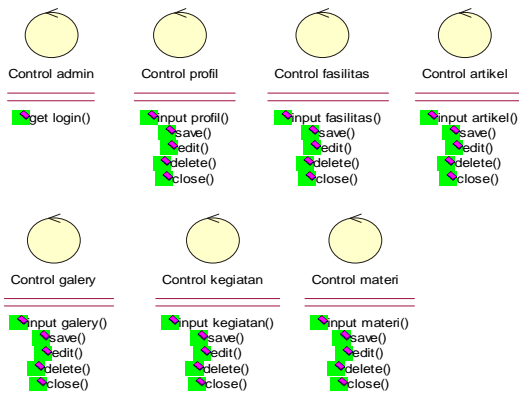 Control admin
get login()
Control profil
input profil()
save()
edit()
delete()
close()
Control fasilitas
input fasilitas()
save()
edit()
delete()
close()
Control artikel
input artikel()
save()
edit()
delete()
close()
Control galery
input galery()
save()
edit()
delete()
close()
Control kegiatan
input kegiatan()
save()
edit()
delete()
close()
Control materi
input materi()
save()
edit()
delete()
close()